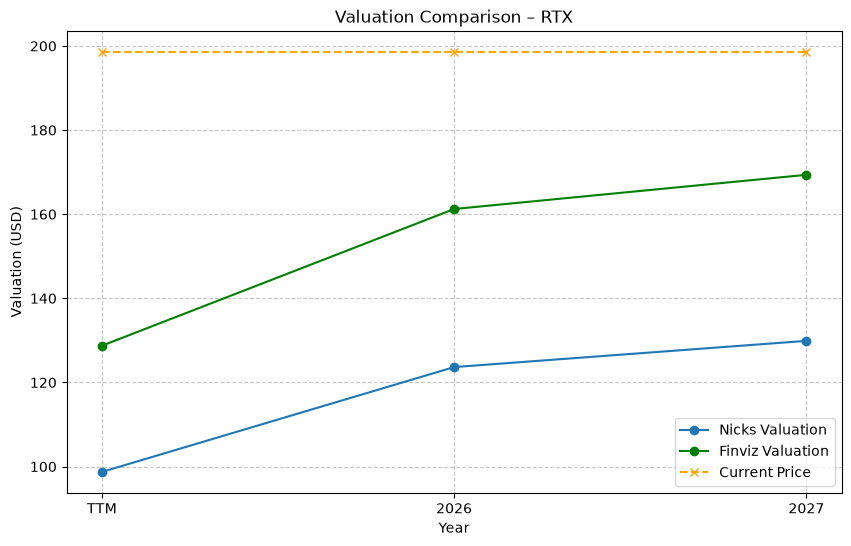 Valuation Comparison – RTX
Valuation (USD)
200
180
160
140
120
100
TTM
2026
2027
Year
Nicks Valuation
Finviz Valuation
Current Price